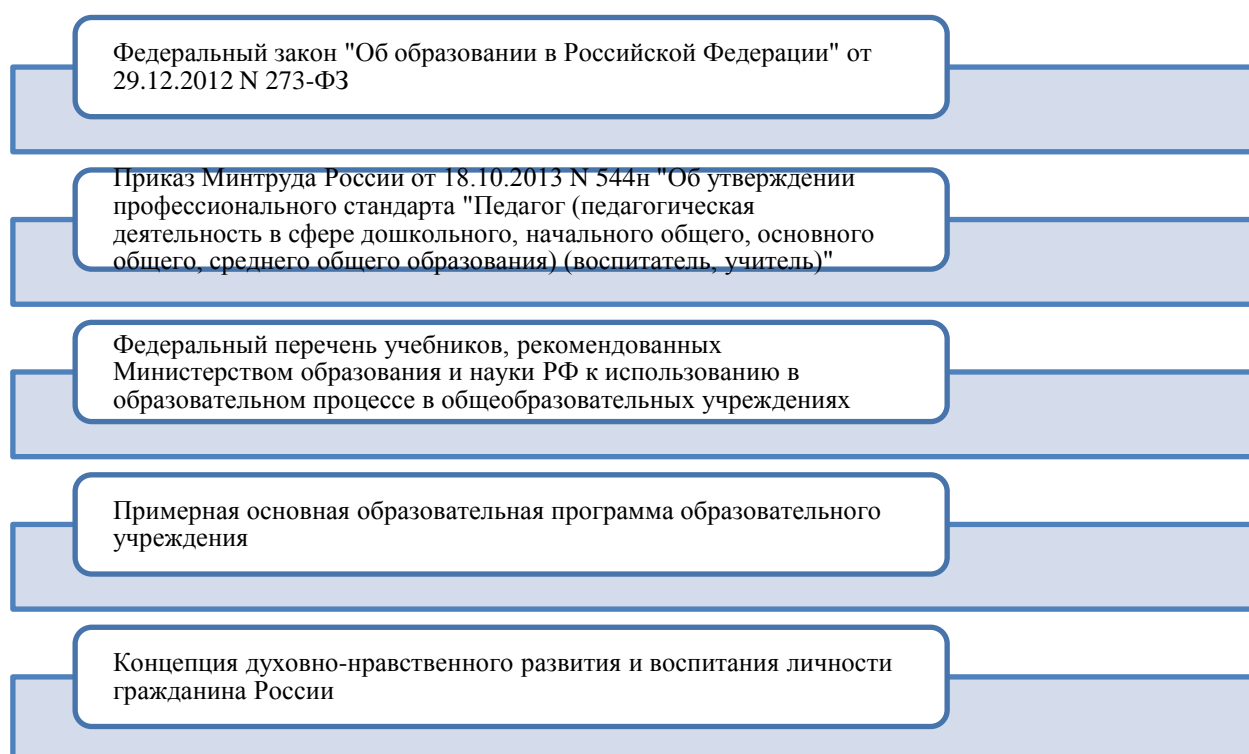 Федеральный закон "Об образовании в Российской Федерации" от
29.12.2012 N 273-ФЗ
Приказ Минтруда России от 18.10.2013 N 544н "Об утверждении
профессионального стандарта "Педагог (педагогическая
деятельность в сфере дошкольного, начального общего, основного
общего, среднего общего образования) (воспитатель, учитель)"
Федеральный перечень учебников, рекомендованных
Министерством образования и науки РФ к использованию в
образовательном процессе в общеобразовательных учреждениях
Примерная основная образовательная программа образовательного
учреждения
Концепция духовно-нравственного развития и воспитания личности
гражданина России